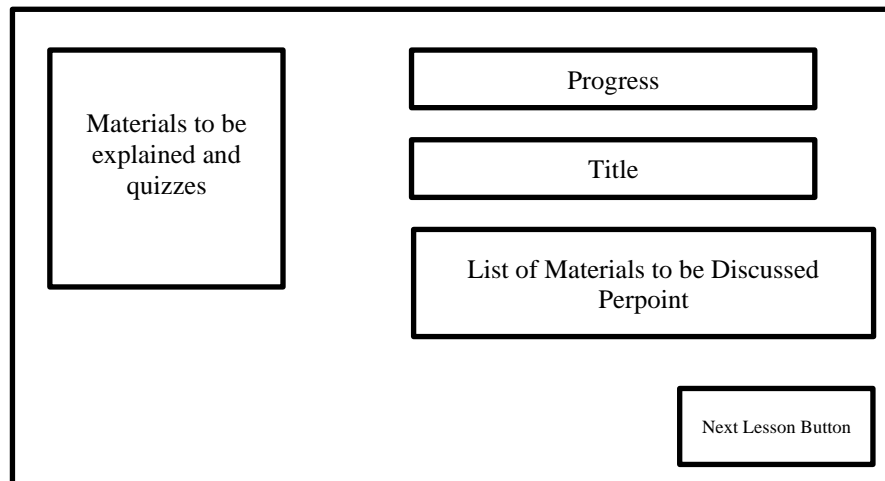 Materials to be
explained and
quizzes
Progress
Title
List of Materials to be Discussed
Perpoint
Next Lesson Button